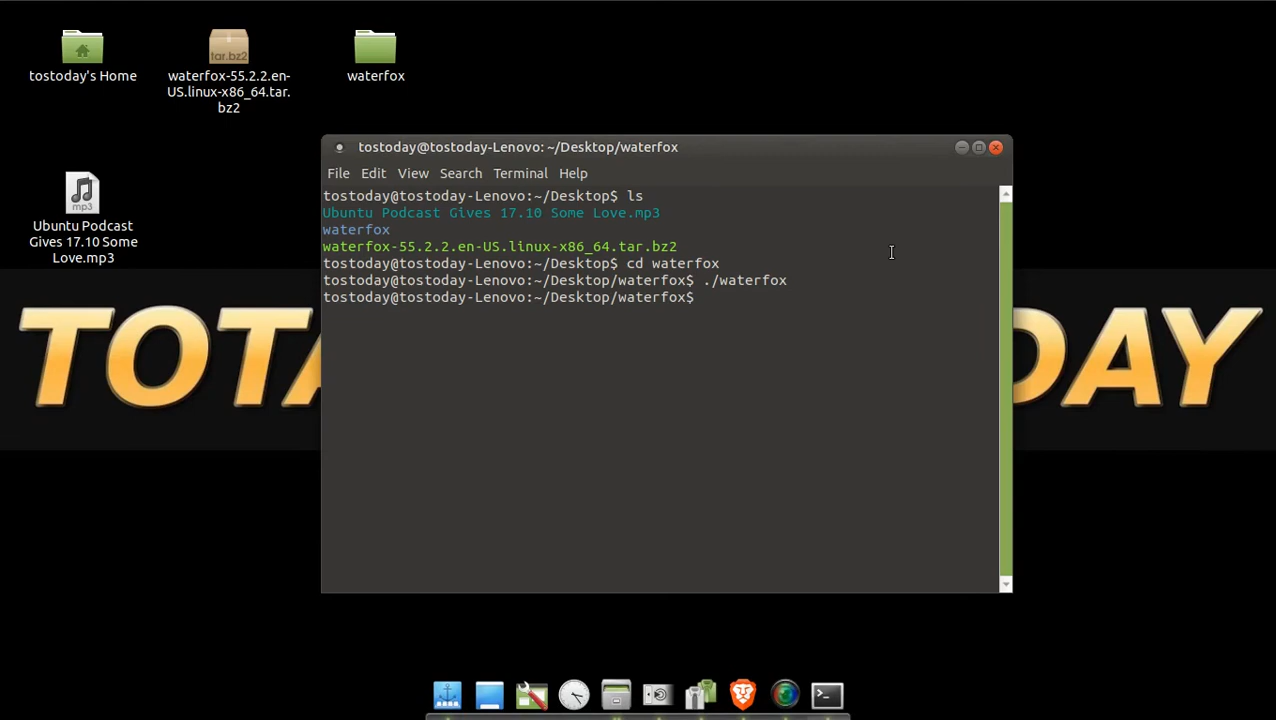 tostoday's Home
tar.bz2
waterfox-55.2.2.en-
US.linux-x86_64.tar.
bz2
waterfox
mp3
Ubuntu Podcast
Gives 17.10 Some
Love.mp3
tostoday@tostoday-Lenovo: ~/Desktop/waterfox
File Edit View Search Terminal Help
tostoday@tostoday-Lenovo:~/Desktop$ ls
Ubuntu Podcast Gives 17.10 Some Love.mp3
waterfox
waterfox-55.2.2.en-US.linux-x86_64.tar.bz2
tostoday@tostoday-Lenovo:~/Desktop$ cd waterfox
tostoday@tostoday-Lenovo:~/Desktop/waterfox$ ./waterfox
tostoday@tostoday-Lenovo:~/Desktop/waterfox$
TOTA DAY
>_